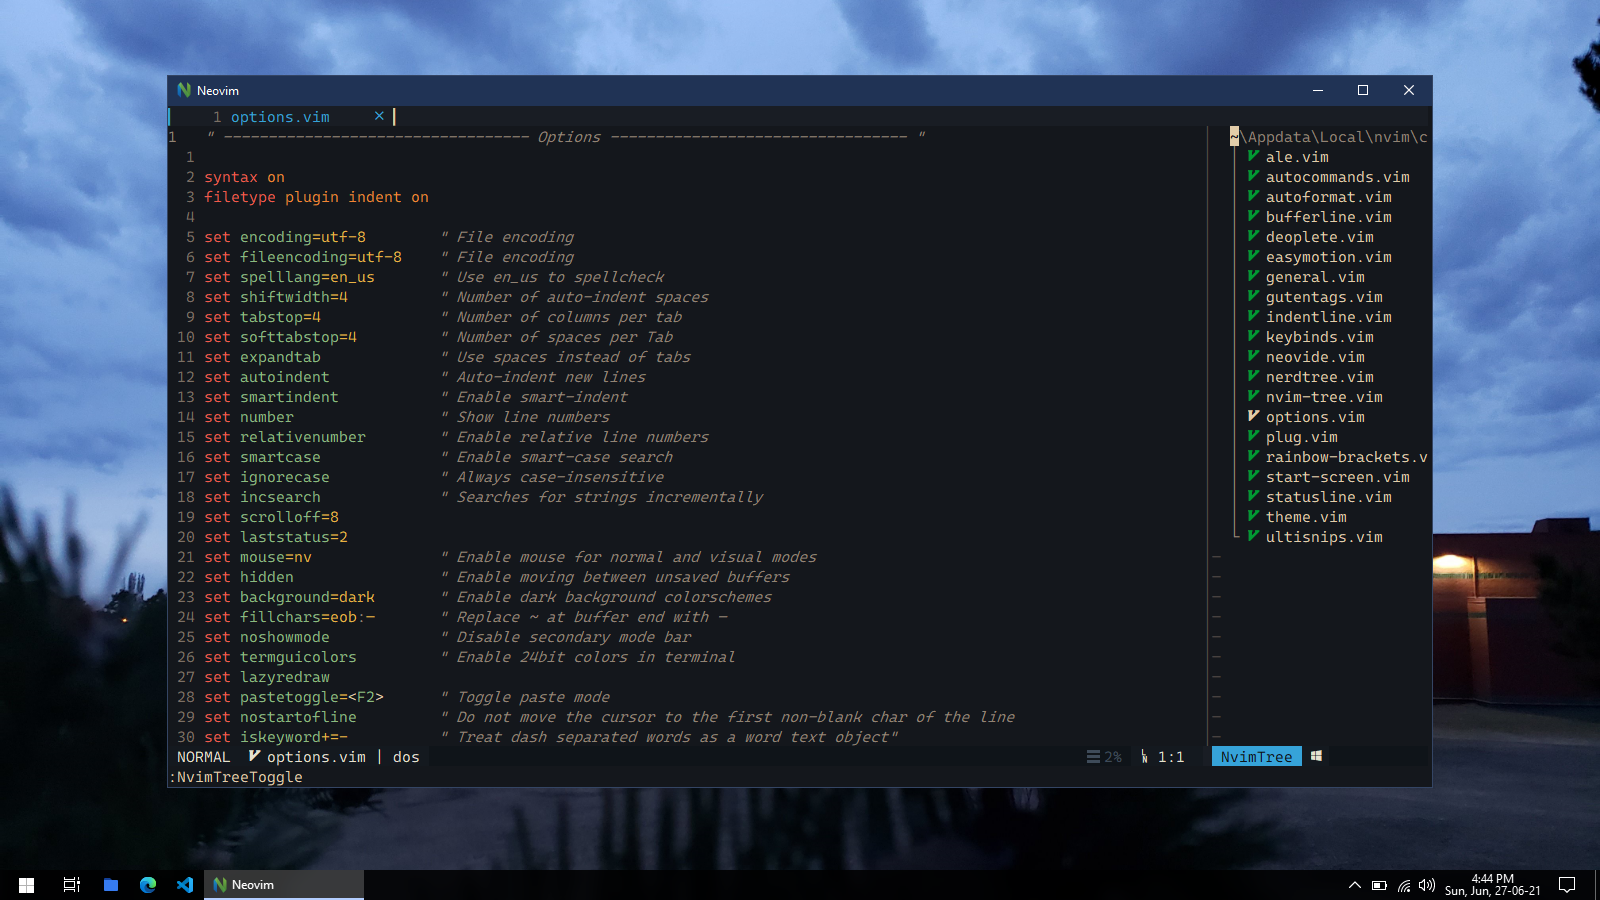 Neovim
1 options.vim ×
1 " ---------------------------------- Options --------------------------------- "
1
2 syntax on
3 filetype plugin indent on
4
5 set encoding=utf-8 " File encoding
6 set fileencoding=utf-8 " File encoding
7 set spelllang=en_us " Use en_us to spellcheck
8 set shiftwidth=4 " Number of auto-indent spaces
9 set tabstop=4 " Number of columns per tab
10 set softtabstop=4 " Number of spaces per Tab
11 set expandtab " Use spaces instead of tabs
12 set autoindent " Auto-indent new lines
13 set smartindent " Enable smart-indent
14 set number " Show line numbers
15 set relativenumber " Enable relative line numbers
16 set smartcase " Enable smart-case search
17 set ignorecase " Always case-insensitive
18 set incsearch " Searches for strings incrementally
19 set scrolloff=8
20 set laststatus=2
21 set mouse=nv " Enable mouse for normal and visual modes
22 set hidden " Enable moving between unsaved buffers
23 set background=dark " Enable dark background colorschemes
24 set fillchars=eob:— " Replace ~ at buffer end with —
25 set noshowmode " Disable secondary mode bar
26 set termguicolors " Enable 24bit colors in terminal
27 set lazyredraw
28 set pastetoggle=<F2> " Toggle paste mode
29 set nostartofline " Do not move the cursor to the first non-blank char of the line
30 set iskeyword+=- " Treat dash separated words as a word text object"
~\Appdata\Local\nvim\c
ale.vim
autocommands.vim
autoformat.vim
bufferline.vim
deoplete.vim
easymotion.vim
general.vim
gutentags.vim
indentline.vim
keybinds.vim
neovide.vim
nerdtree.vim
nvim-tree.vim
options.vim
plug.vim
rainbow-brackets.v
start-screen.vim
statusline.vim
theme.vim
ultisnips.vim
NORMAL options.vim | dos 2% 1:1 NvimTree
:NvimTreeToggle
Neovim
4:44 PM
Sun, Jun, 27-06-21